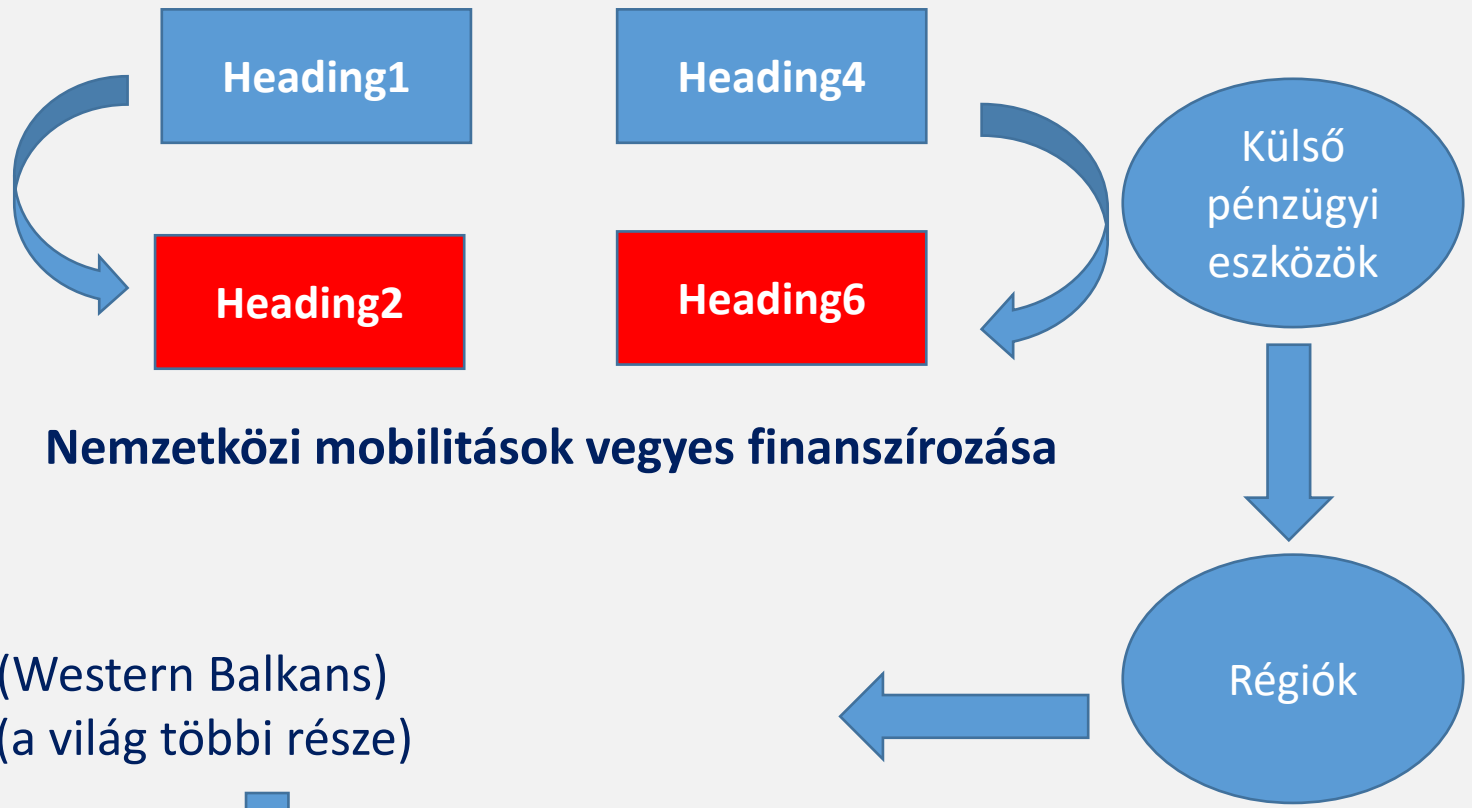 Heading1
Heading4
Külső
pénzügyi
eszközök
Heading2
Heading6
Nemzetközi mobilitások vegyes finanszírozása
Régiók
(Western Balkans)
(a világ többi része)